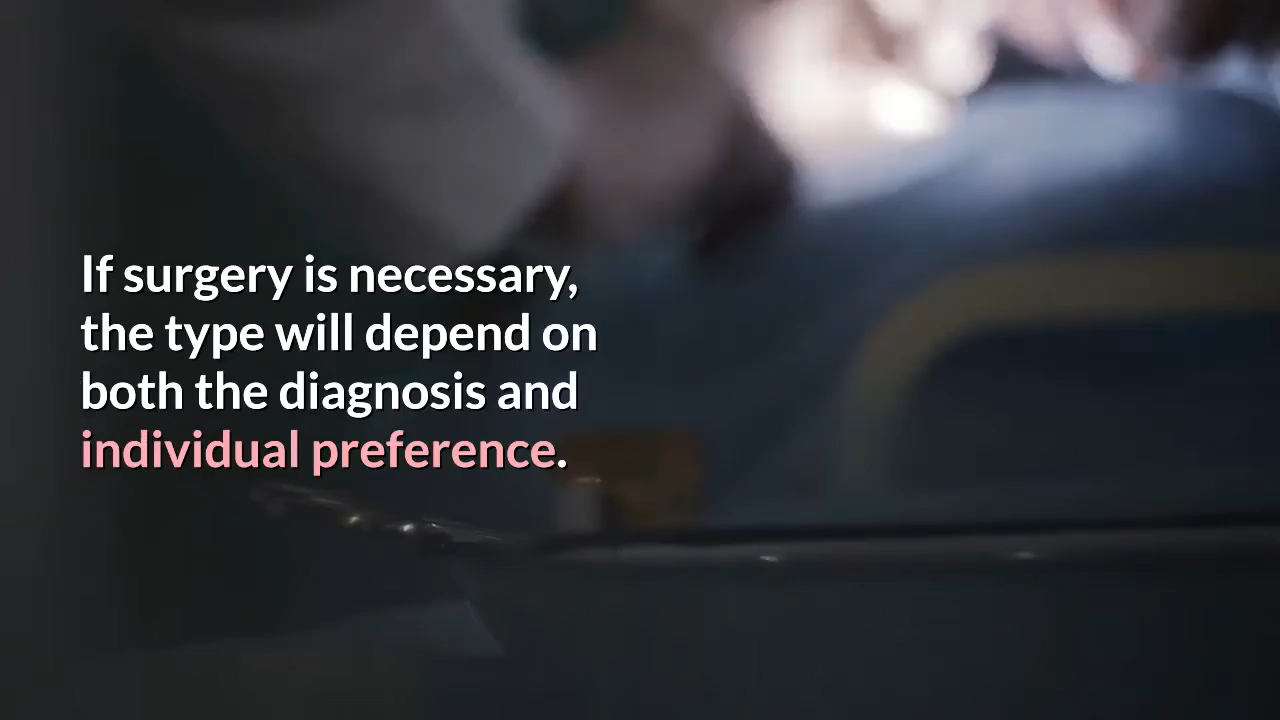 If surgery is necessary,
the type will depend on
both the diagnosis and
individual preference.